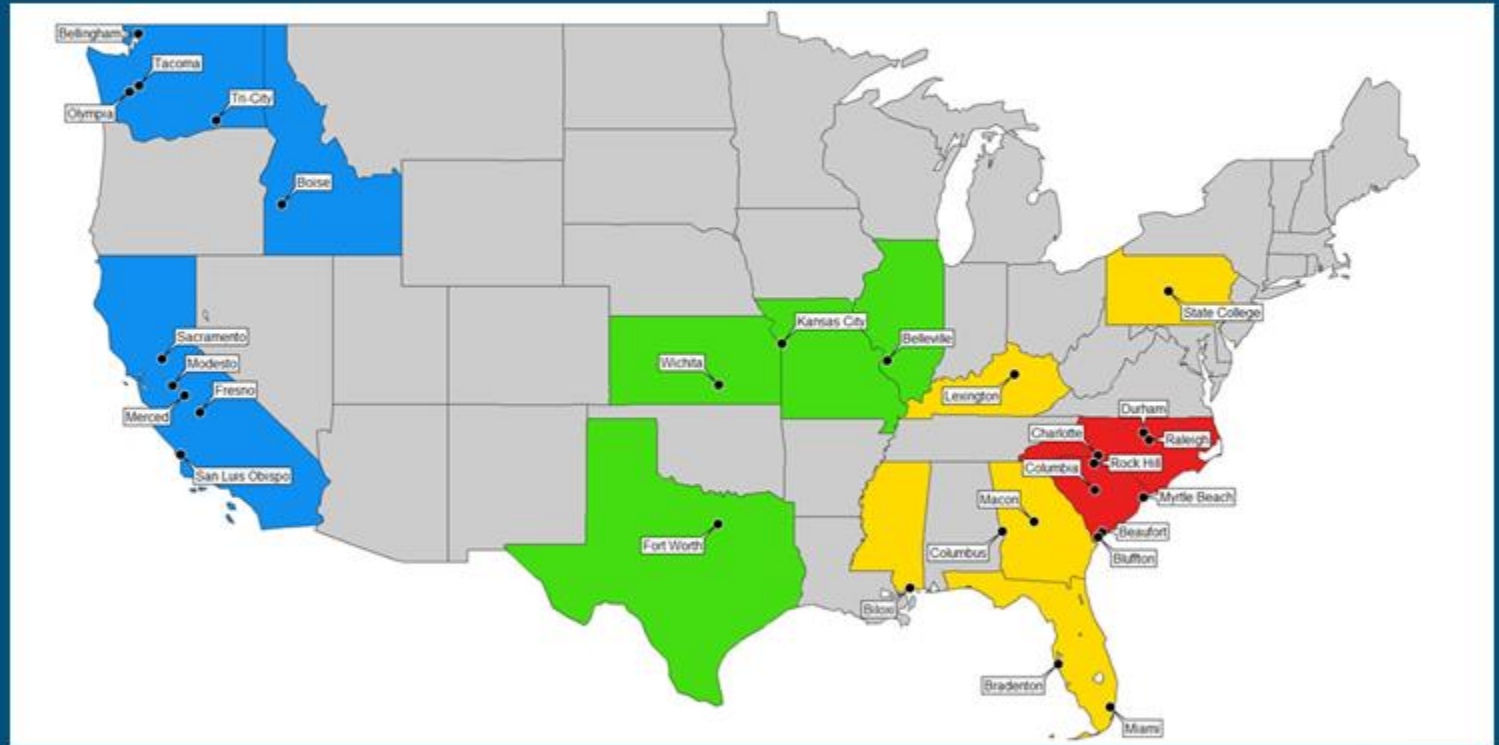 Bellingham
Tacoma
Olympia
Tri-City
Boise
Sacramento
Modesto
Fresno
Merced
San Luis Obispo
Kansas City
Wichita
Belleville
Fort Worth
State College
Lexington
Durham
Charlotte
Raleigh
Rock Hill
Columbia
Myrtle Beach
Macon
Beaufort
Columbus
Bluffton
Biloxi
Bradenton
Miami